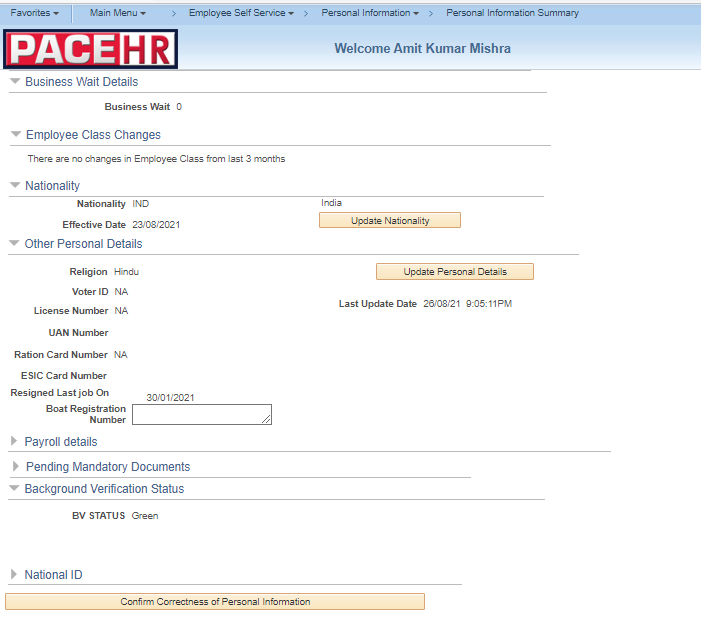 Favorites Main Menu > Employee Self Service > Personal Information > Personal Information Summary
PACEHR
Welcome Amit Kumar Mishra
Business Wait Details
Business Wait 0
Employee Class Changes
There are no changes in Employee Class from last 3 months
Nationality
Nationality IND India
Effective Date 23/08/2021 Update Nationality
Other Personal Details
Religion Hindu Update Personal Details
Voter ID NA
Last Update Date 26/08/21 9:05:11PM
License Number NA
UAN Number
Ration Card Number NA
ESIC Card Number
Resigned Last job On 30/01/2021
Boat Registration
Number
Payroll details
Pending Mandatory Documents
Background Verification Status
BV STATUS Green
National ID
Confirm Correctness of Personal Information